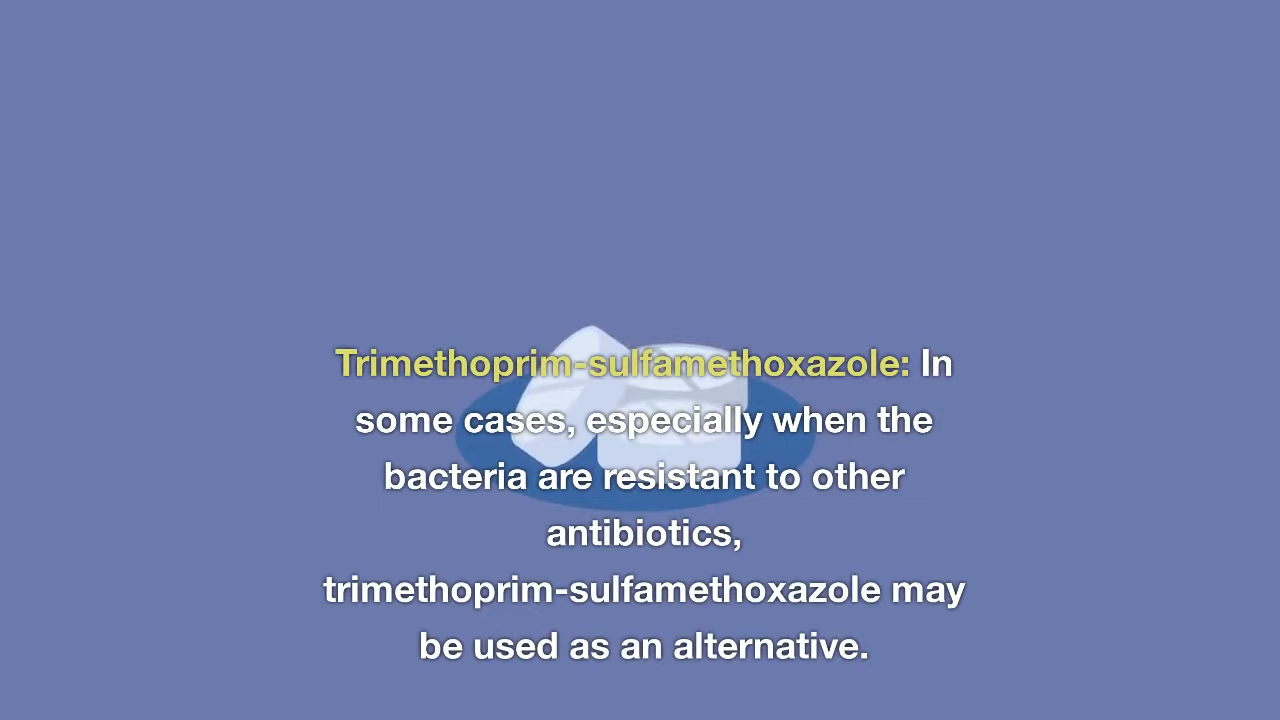 Trimethoprim-sulfamethoxazole: In
some cases, especially when the
bacteria are resistant to other
antibiotics,
trimethoprim-sulfamethoxazole may
be used as an alternative.